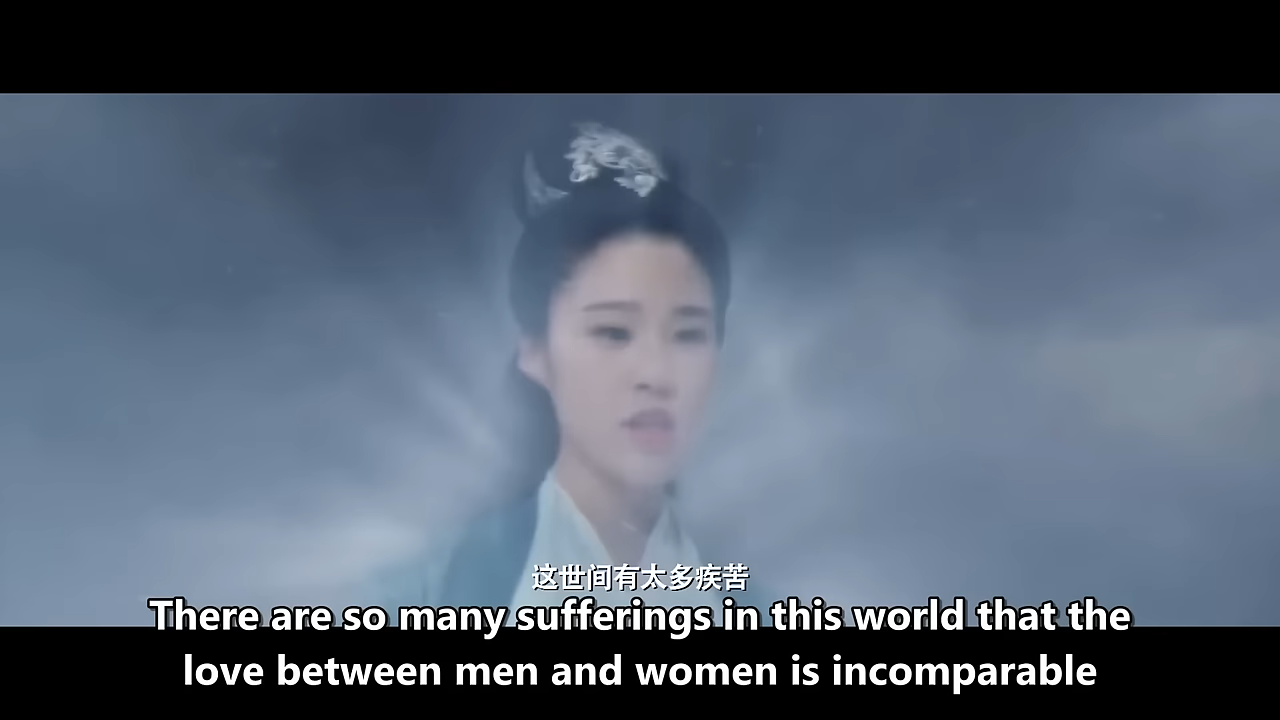 这世间有太多疾苦
There are so many sufferings in this world that the
love between men and women is incomparable